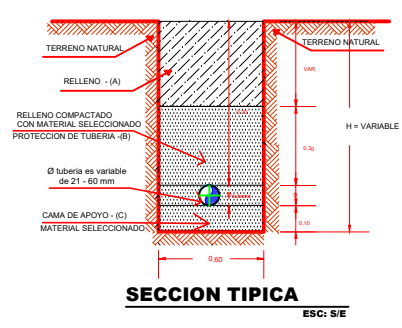 TERRENO NATURAL
TERRENO NATURAL
RELLENO - (A)
VAR,
RELLENO COMPACTADO
CON MATERIAL SELECCIONADO
PROTECCION DE TUBERIA -(B)
H = VARIABLE
0.30
Ø tuberia es variable
de 21 - 60 mm
CAMA DE APOYO - (C)
MATERIAL SELECCIONADO
0,10
0,60
SECCION TIPICA
ESC: S/E